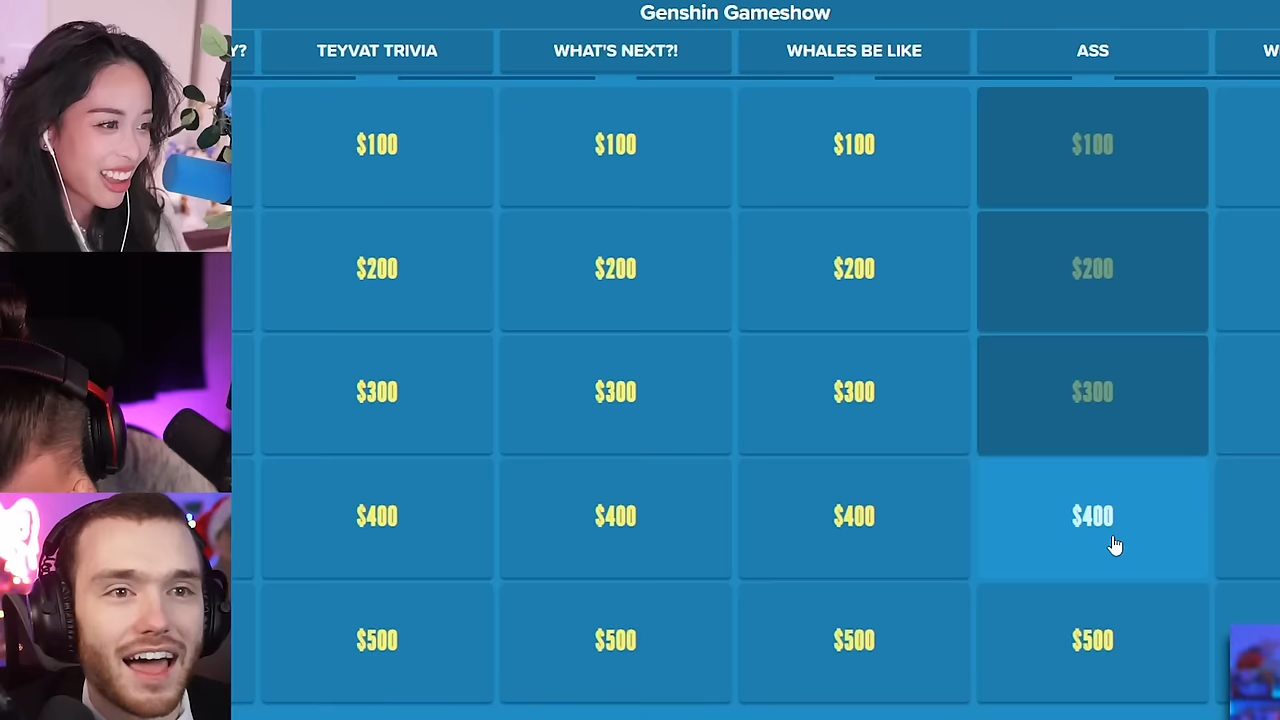 Genshin Gameshow
Y? TEYVAT TRIVIA WHAT'S NEXT?! WHALES BE LIKE ASS W
$100 $100 $100 $100
$200 $200 $200 $200
$300 $300 $300 $300
$400 $400 $400 $400
$500 $500 $500 $500